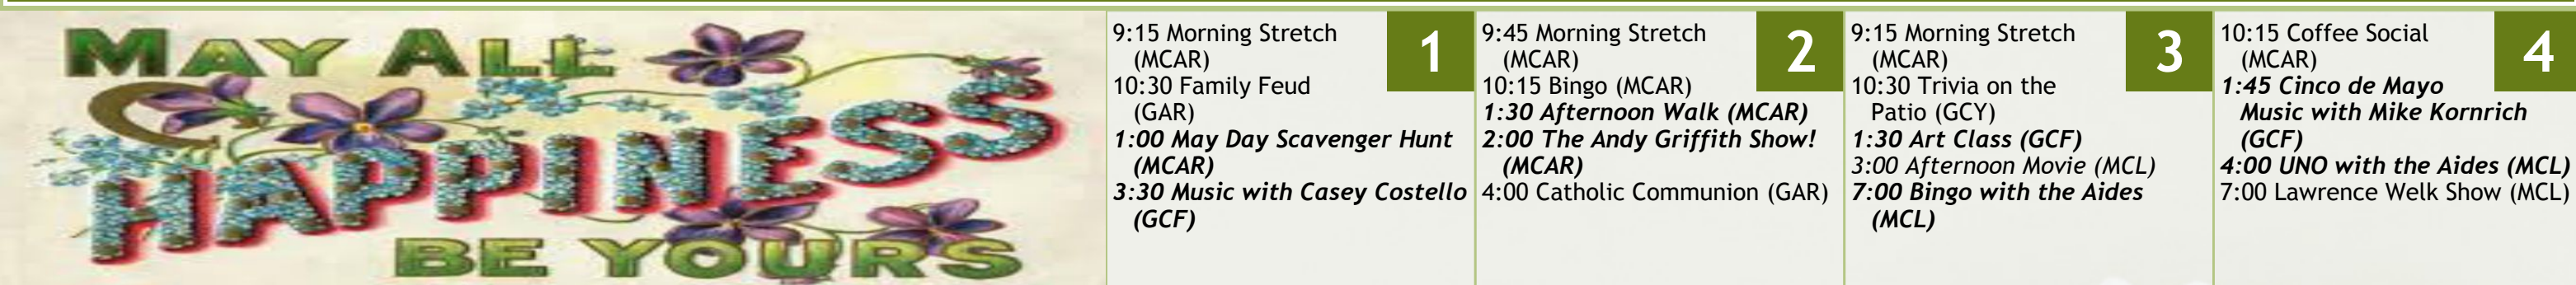 MAY ALL
HAPPINESS
BE YOURS
1
9:15 Morning Stretch
(MCAR)
10:30 Family Feud
(GAR)
1:00 May Day Scavenger Hunt
(MCAR)
3:30 Music with Casey Costello
(GCF)
2
9:45 Morning Stretch
(MCAR)
10:15 Bingo (MCAR)
1:30 Afternoon Walk (MCAR)
2:00 The Andy Griffith Show!
(MCAR)
4:00 Catholic Communion (GAR)
3
9:15 Morning Stretch
(MCAR)
10:30 Trivia on the
Patio (GCY)
1:30 Art Class (GCF)
3:00 Afternoon Movie (MCL)
7:00 Bingo with the Aides
(MCL)
4
10:15 Coffee Social
(MCAR)
1:45 Cinco de Mayo
Music with Mike Kornrich
(GCF)
4:00 UNO with the Aides (MCL)
7:00 Lawrence Welk Show (MCL)